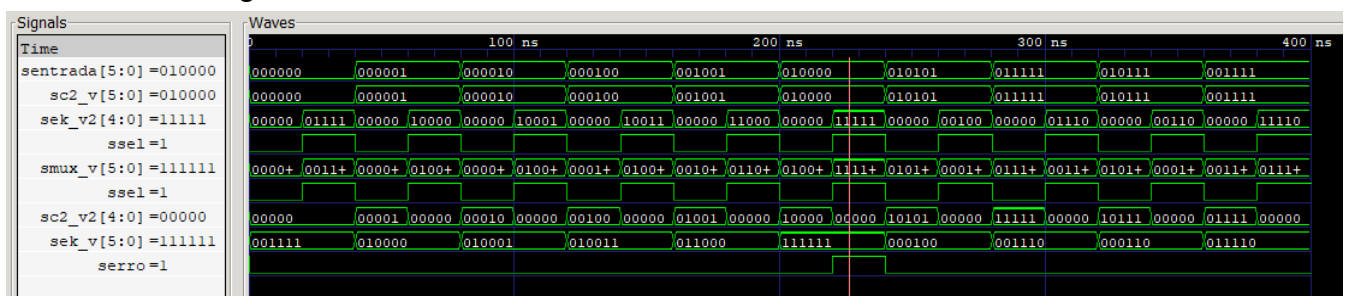 Signals Waves
Time 0 100 ns 200 ns 300 ns 400 ns
sentrada[5:0] =010000 000000 000001 000010 000100 001001 010000 010101 011111 010111 001111
sc2_v[5:0] =010000 000000 000001 000010 000100 001001 010000 010101 011111 010111 001111
sek_v2[4:0] =11111 00000 01111 00000 10000 00000 10001 00000 10011 00000 11000 00000 11111 00000 00100 00000 01110 00000 00110 00000 11110
ssel =1
smux_v[5:0] =111111 0000+ 0011+ 0000+ 0100+ 0000+ 0100+ 0001+ 0100+ 0010+ 0110+ 0100+ 1111+ 0101+ 0001+ 0111+ 0011+ 0101+ 0001+ 0011+ 0111+
ssel =1
sc2_v2[4:0] =00000 00000 00001 00000 00010 00000 00100 00000 01001 00000 10000 00000 10101 00000 11111 00000 10111 00000 01111 00000
sek_v[5:0] =111111 001111 010000 010001 010011 011000 111111 000100 001110 000110 011110
serro =1